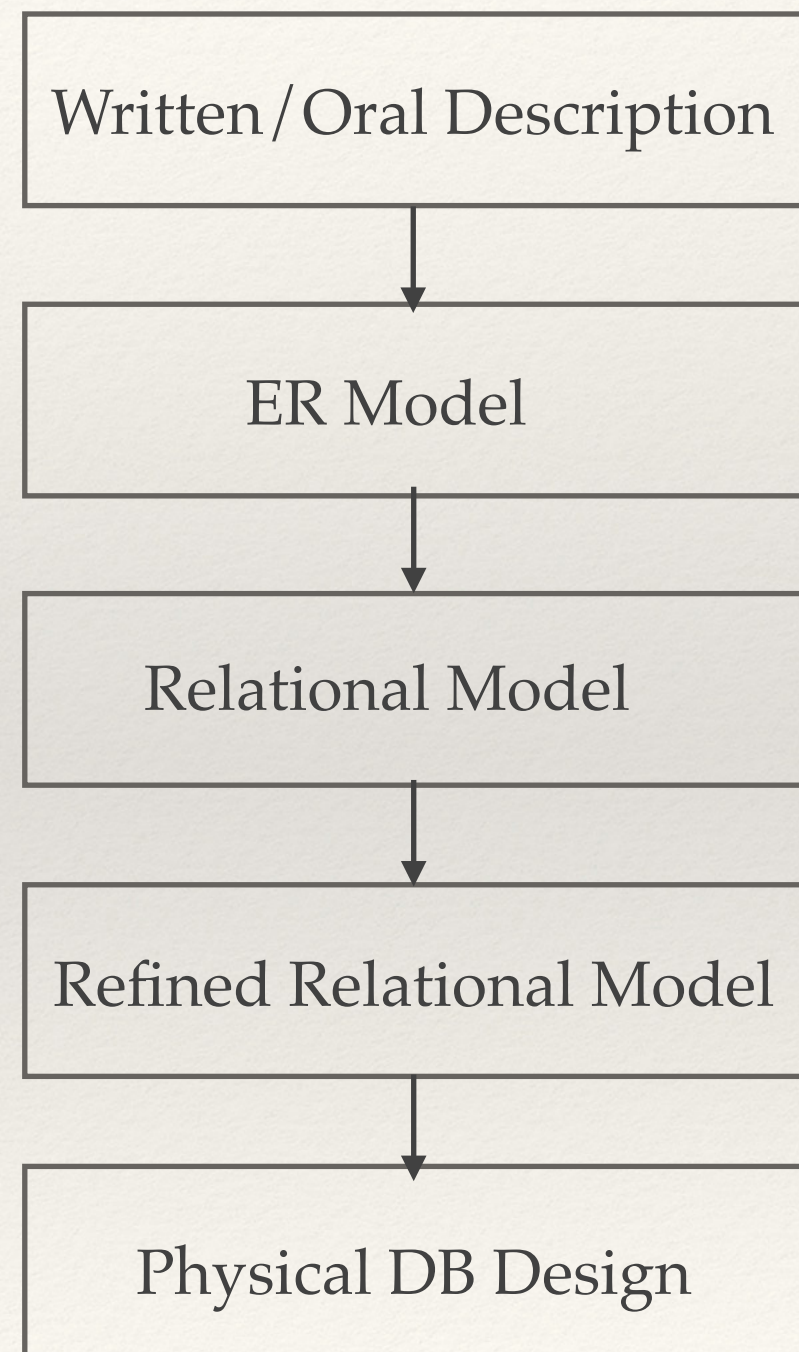 Written/Oral Description
ER Model
Relational Model
Refined Relational Model
Physical DB Design